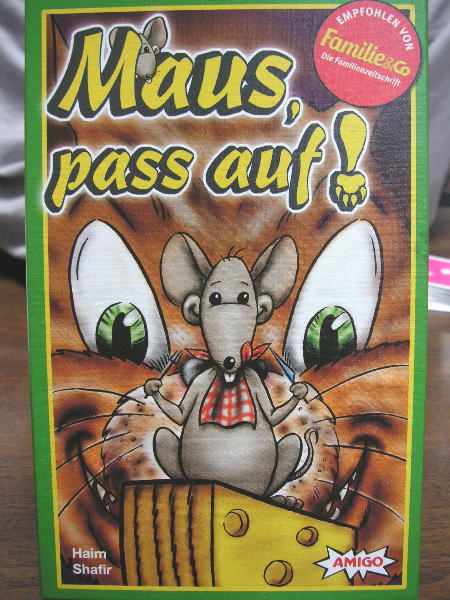 Maus,
pass auf!
EMPFOHLEN VON
Familie&Co
Die Familienzeitschrift
Haim
Shafir
AMIGO